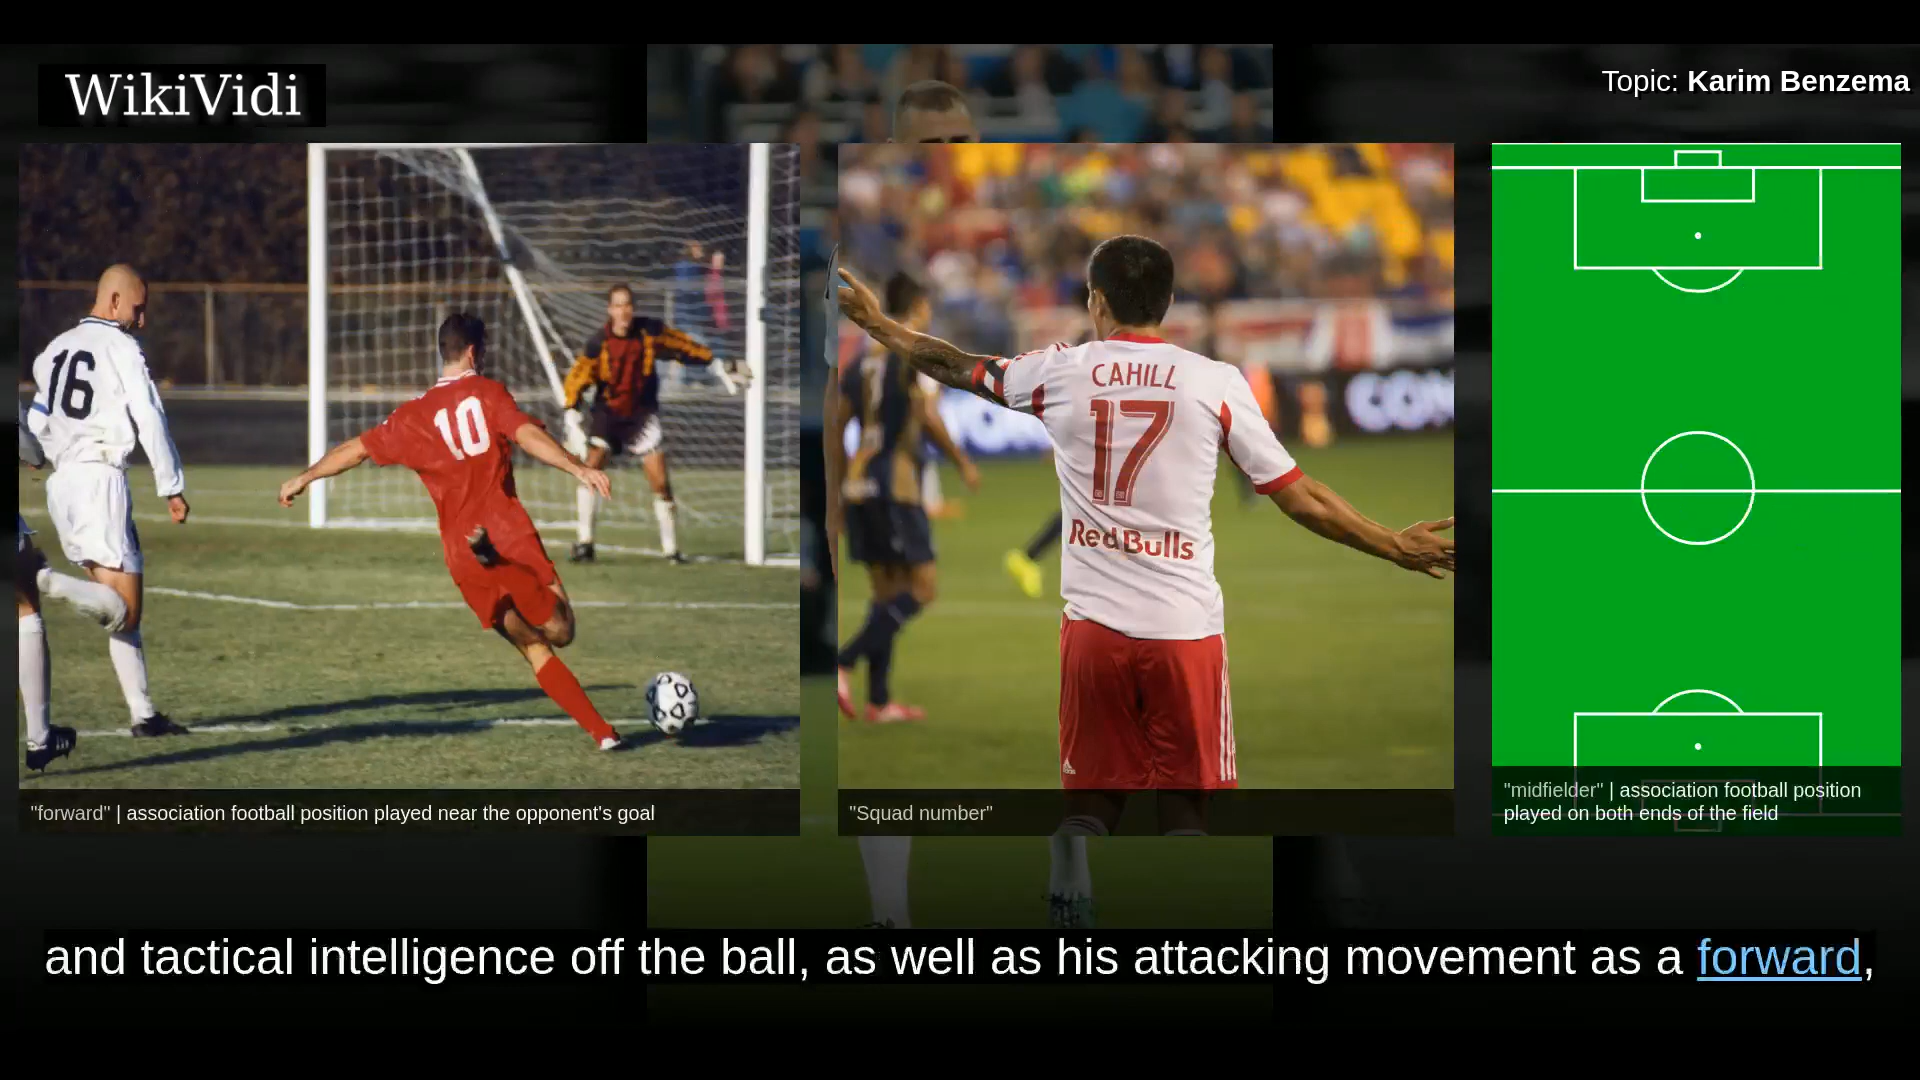 WikiVidi
Topic: Karim Benzema
16
10
CAHILL
17
Red Bulls
"forward" | association football position played near the opponent's goal
"Squad number"
"midfielder" | association football position
played on both ends of the field
and tactical intelligence off the ball, as well as his attacking movement as a forward,